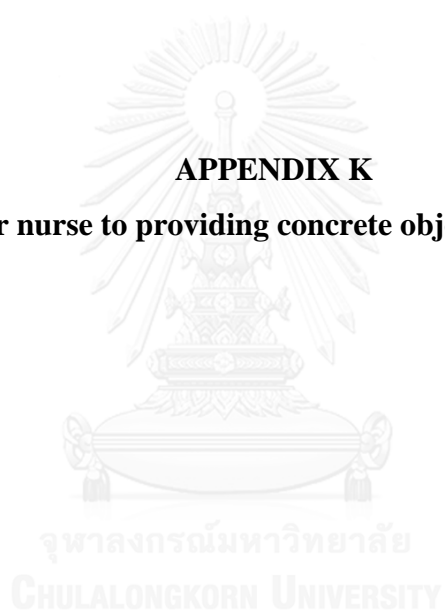 APPENDIX K
r nurse to providing concrete obj
จุฬาลงกรณ์มหาวิทยาลัย
CHULALONGKORN UNIVERSITY